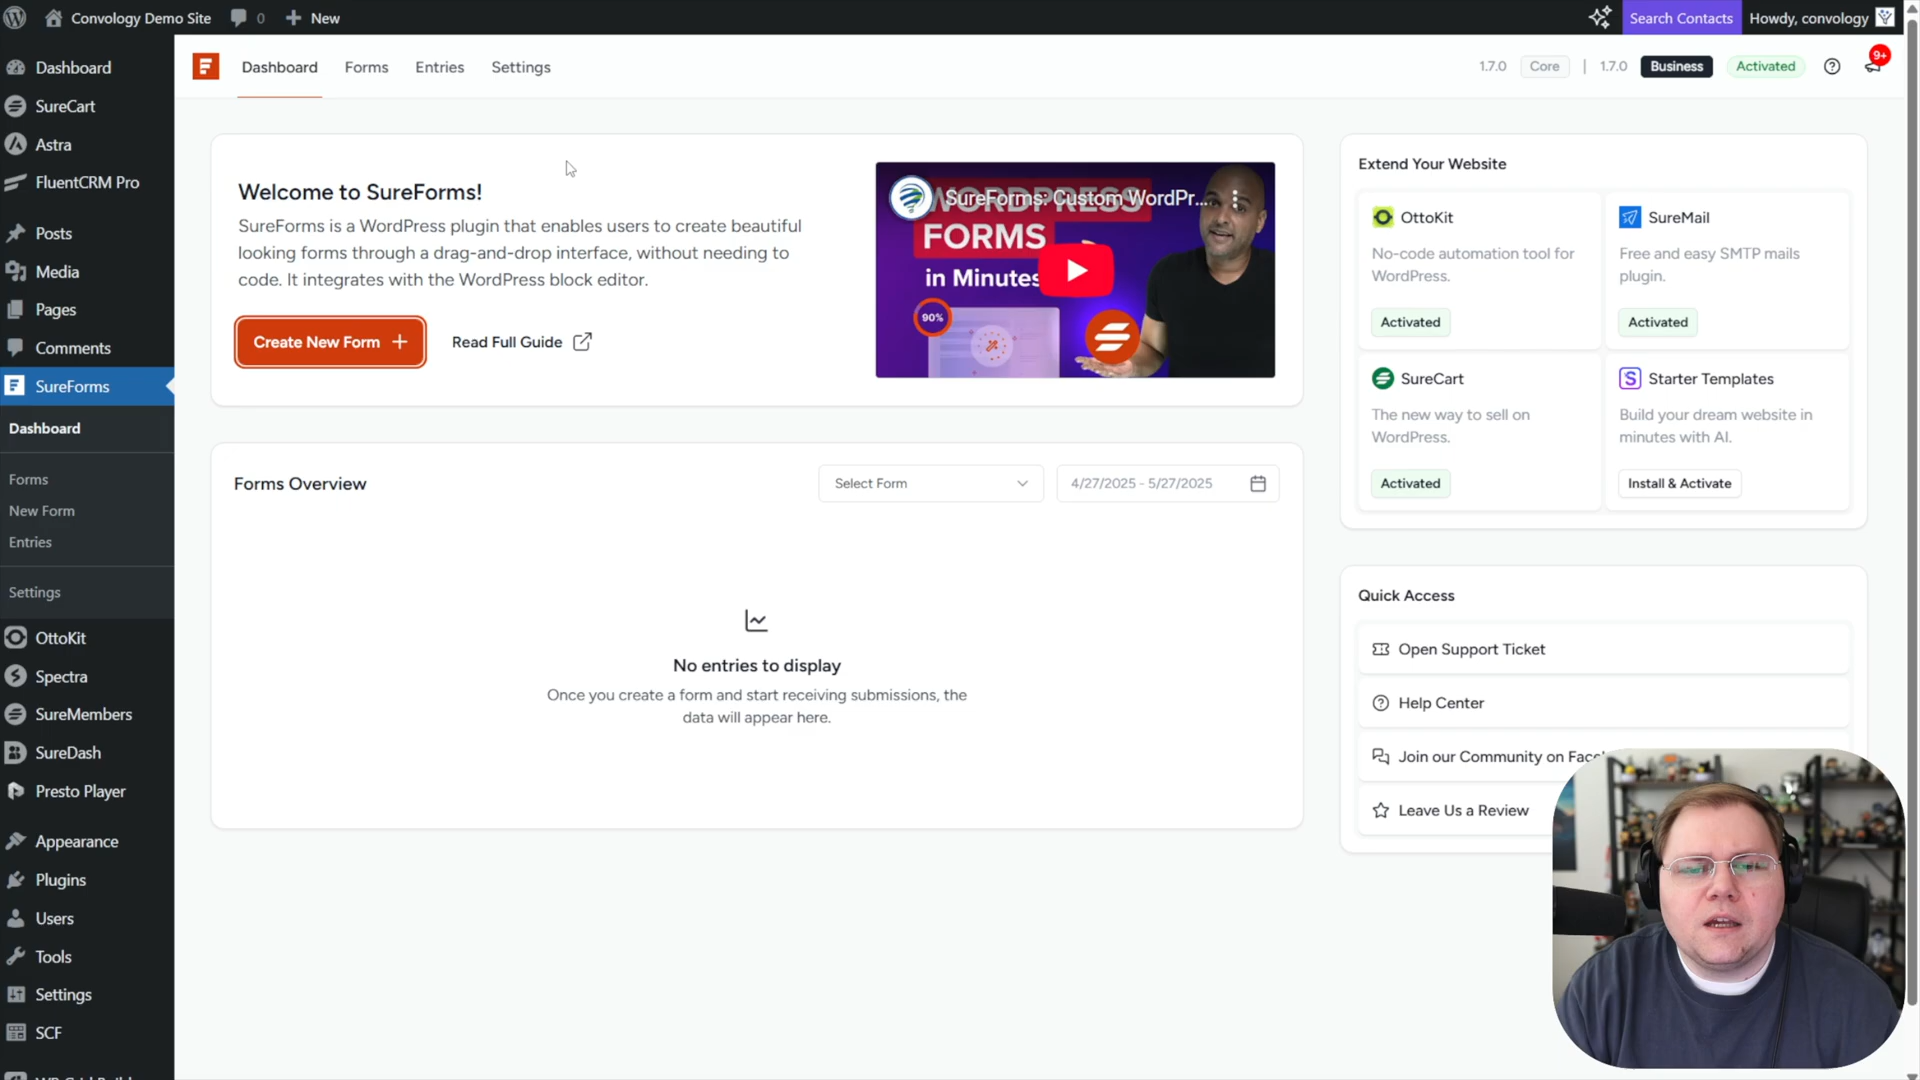 Convology Demo Site
0
New
Search Contacts
Howdy, convology
Dashboard
SureCart
Astra
FluentCRM Pro
Posts
Media
Pages
Comments
SureForms
Dashboard
Forms
New Form
Entries
Settings
OttoKit
Spectra
SureMembers
SureDash
Presto Player
Appearance
Plugins
Users
Tools
Settings
SCF
Dashboard
Forms
Entries
Settings
1.7.0
Core
|
1.7.0
Business
Activated
9+
Welcome to SureForms!
SureForms is a WordPress plugin that enables users to create beautiful
looking forms through a drag-and-drop interface, without needing to
code. It integrates with the WordPress block editor.
Create New Form
Read Full Guide
SureForms: Custom WordPr...
WORDPRESS
FORMS
in Minutes
90%
Forms Overview
Select Form
4/27/2025 - 5/27/2025
No entries to display
Once you create a form and start receiving submissions, the
data will appear here.
Extend Your Website
OttoKit
No-code automation tool for
WordPress.
Activated
SureMail
Free and easy SMTP mails
plugin.
Activated
SureCart
The new way to sell on
WordPress.
Activated
Starter Templates
Build your dream website in
minutes with AI.
Install & Activate
Quick Access
Open Support Ticket
Help Center
Join our Community on
Leave Us a Review